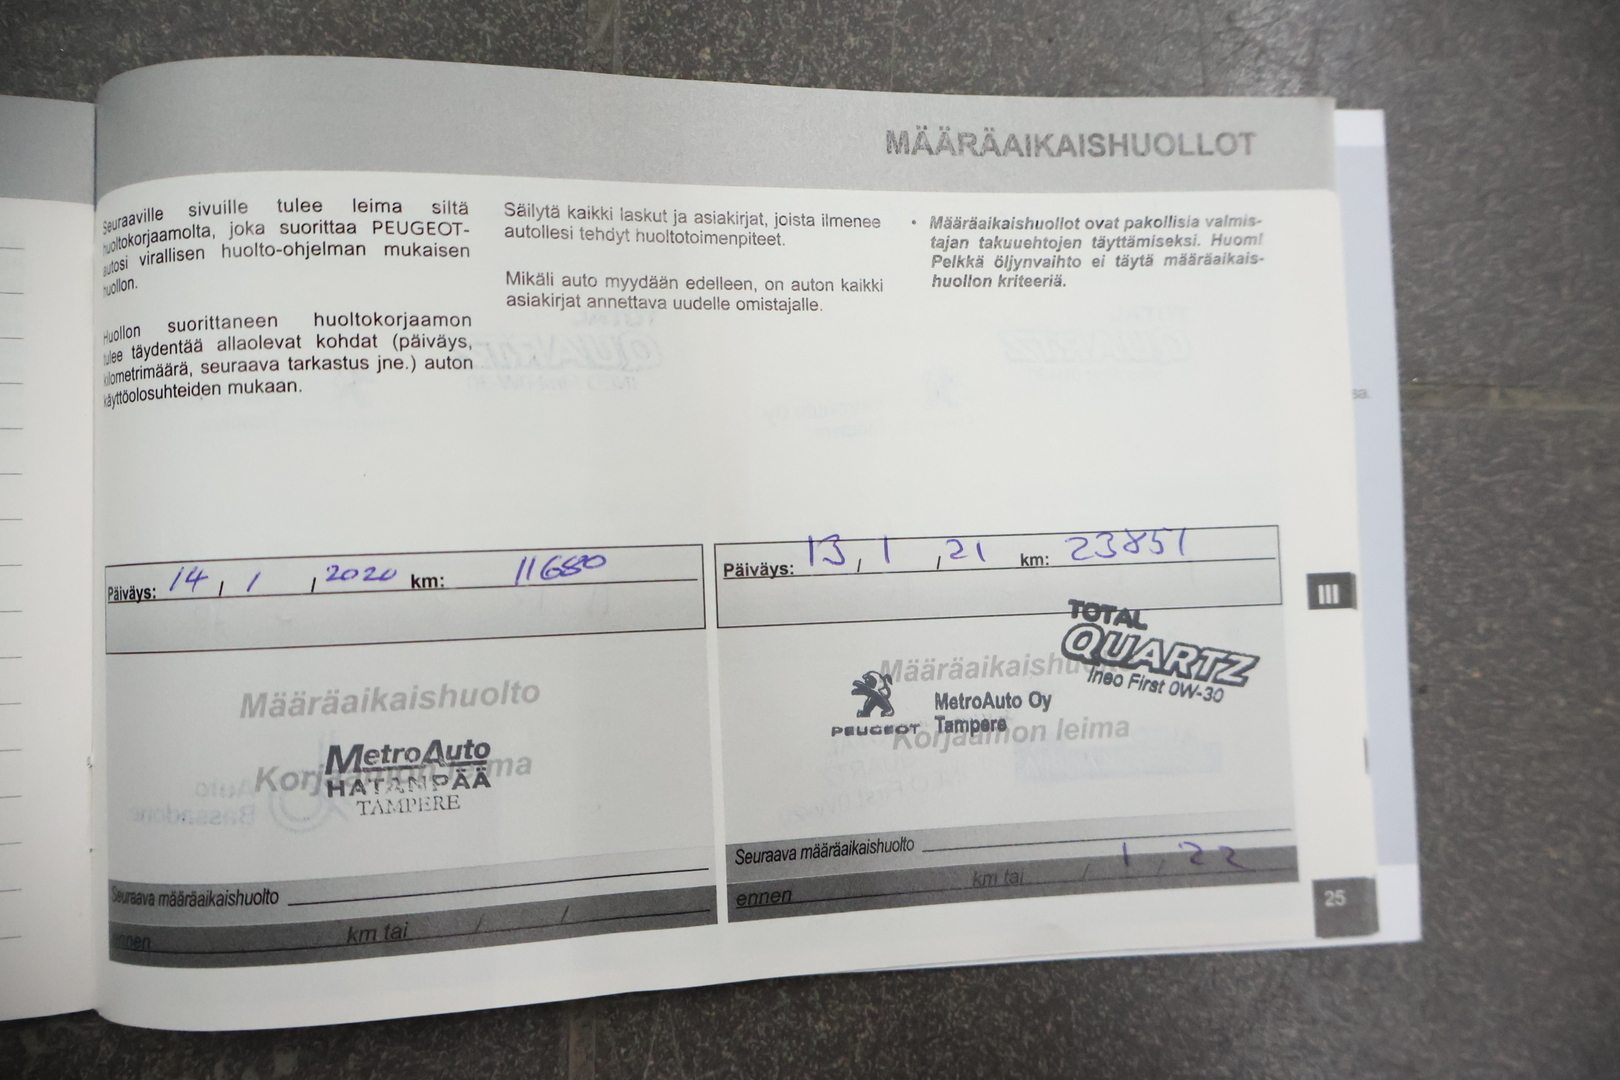 MÄÄRÄAIKAISHUOLLOT
Seuraaville sivuille tulee leima siltä
huoltokorjaamolta, joka suorittaa PEUGEOT-
autosi virallisen huolto-ohjelman mukaisen
huollon.
Huollon suorittaneen huoltokorjaamon
tulee täydentää allaolevat kohdat (päiväys,
kilometrimäärä, seuraava tarkastus jne.) auton
käyttöolosuhteiden mukaan.
Säilytä kaikki laskut ja asiakirjat, joista ilmenee
autollesi tehdyt huoltotoimenpiteet.
Mikäli auto myydään edelleen, on auton kaikki
asiakirjat annettava uudelle omistajalle.
• Määräaikaishuollot ovat pakollisia valmis-
tajan takuuehtojen täyttämiseksi. Huom!
Pelkkä öljynvaihto ei täytä määräaikais-
huollon kriteeriä.
Päiväys: 14 / 1 / 2020 km: 11680
Määräaikaishuolto
Korjaamon leima
MetroAuto
HATANPÄÄ
TAMPERE
Seuraava määräaikaishuolto
ennen km tai / /
Päiväys: 13 / 1 / 21 km: 23851
TOTAL
QUARTZ
Ineo First 0W-30
Määräaikaishu
PEUGEOT
MetroAuto Oy
Tampere
Korjaamon leima
Seuraava määräaikaishuolto
ennen km tai / 1 / 22
III
25
sa.